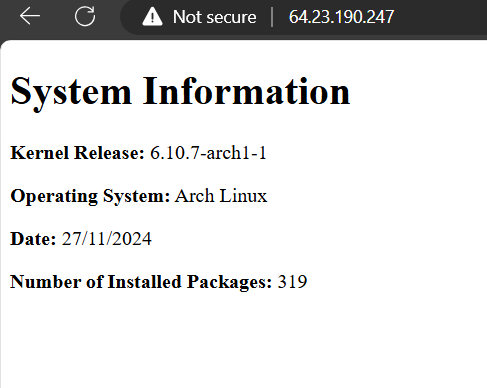 Not secure | 64.23.190.247
System Information
Kernel Release: 6.10.7-arch1-1
Operating System: Arch Linux
Date: 27/11/2024
Number of Installed Packages: 319